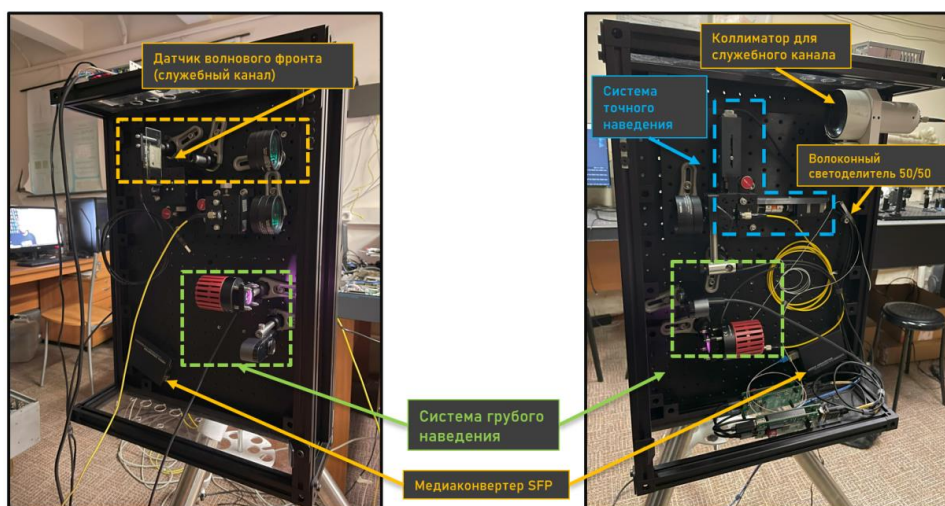 Датчик волнового фронта
(служебный канал)
Коллиматор для
служебного канала
Система
точного
наведения
Волоконный
светоделитель 50/50
Система грубого
наведения
Медиаконвертер SFP